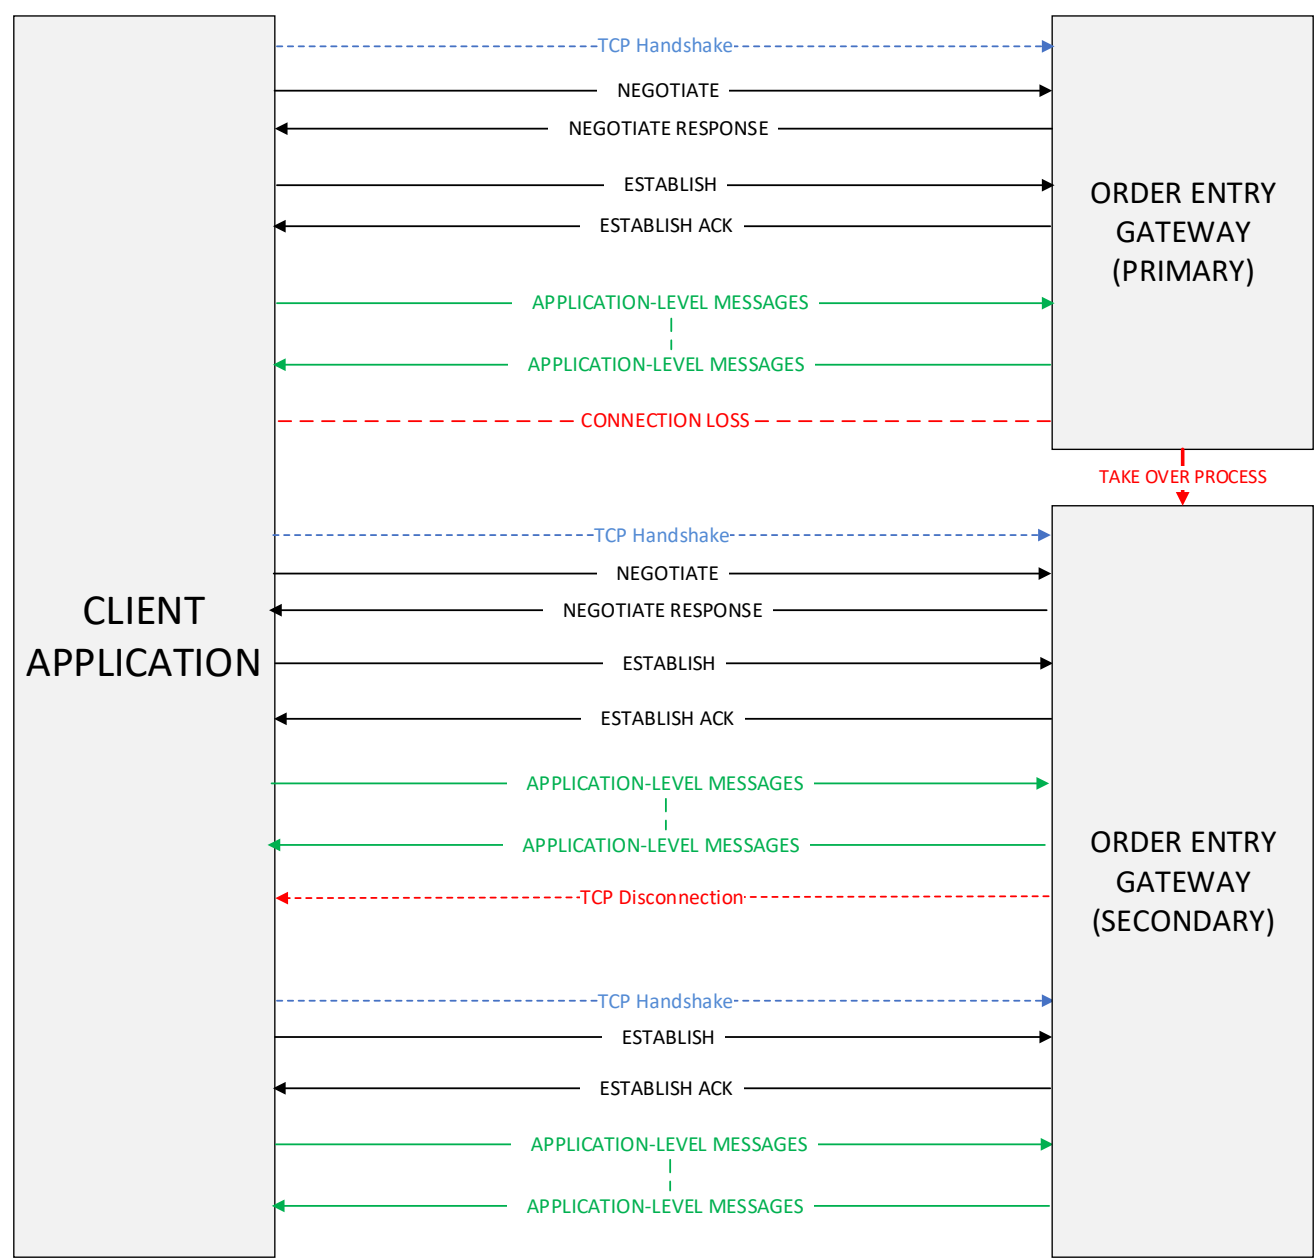 TCP Handshake
NEGOTIATE
NEGOTIATE RESPONSE
ESTABLISH
ESTABLISH ACK
APPLICATION-LEVEL MESSAGES
APPLICATION-LEVEL MESSAGES
CONNECTION LOSS
ORDER ENTRY
GATEWAY
(PRIMARY)
TAKE OVER PROCESS
CLIENT
APPLICATION
TCP Handshake
NEGOTIATE
NEGOTIATE RESPONSE
ESTABLISH
ESTABLISH ACK
APPLICATION-LEVEL MESSAGES
APPLICATION-LEVEL MESSAGES
TCP Disconnection
ORDER ENTRY
GATEWAY
(SECONDARY)
TCP Handshake
ESTABLISH
ESTABLISH ACK
APPLICATION-LEVEL MESSAGES
APPLICATION-LEVEL MESSAGES